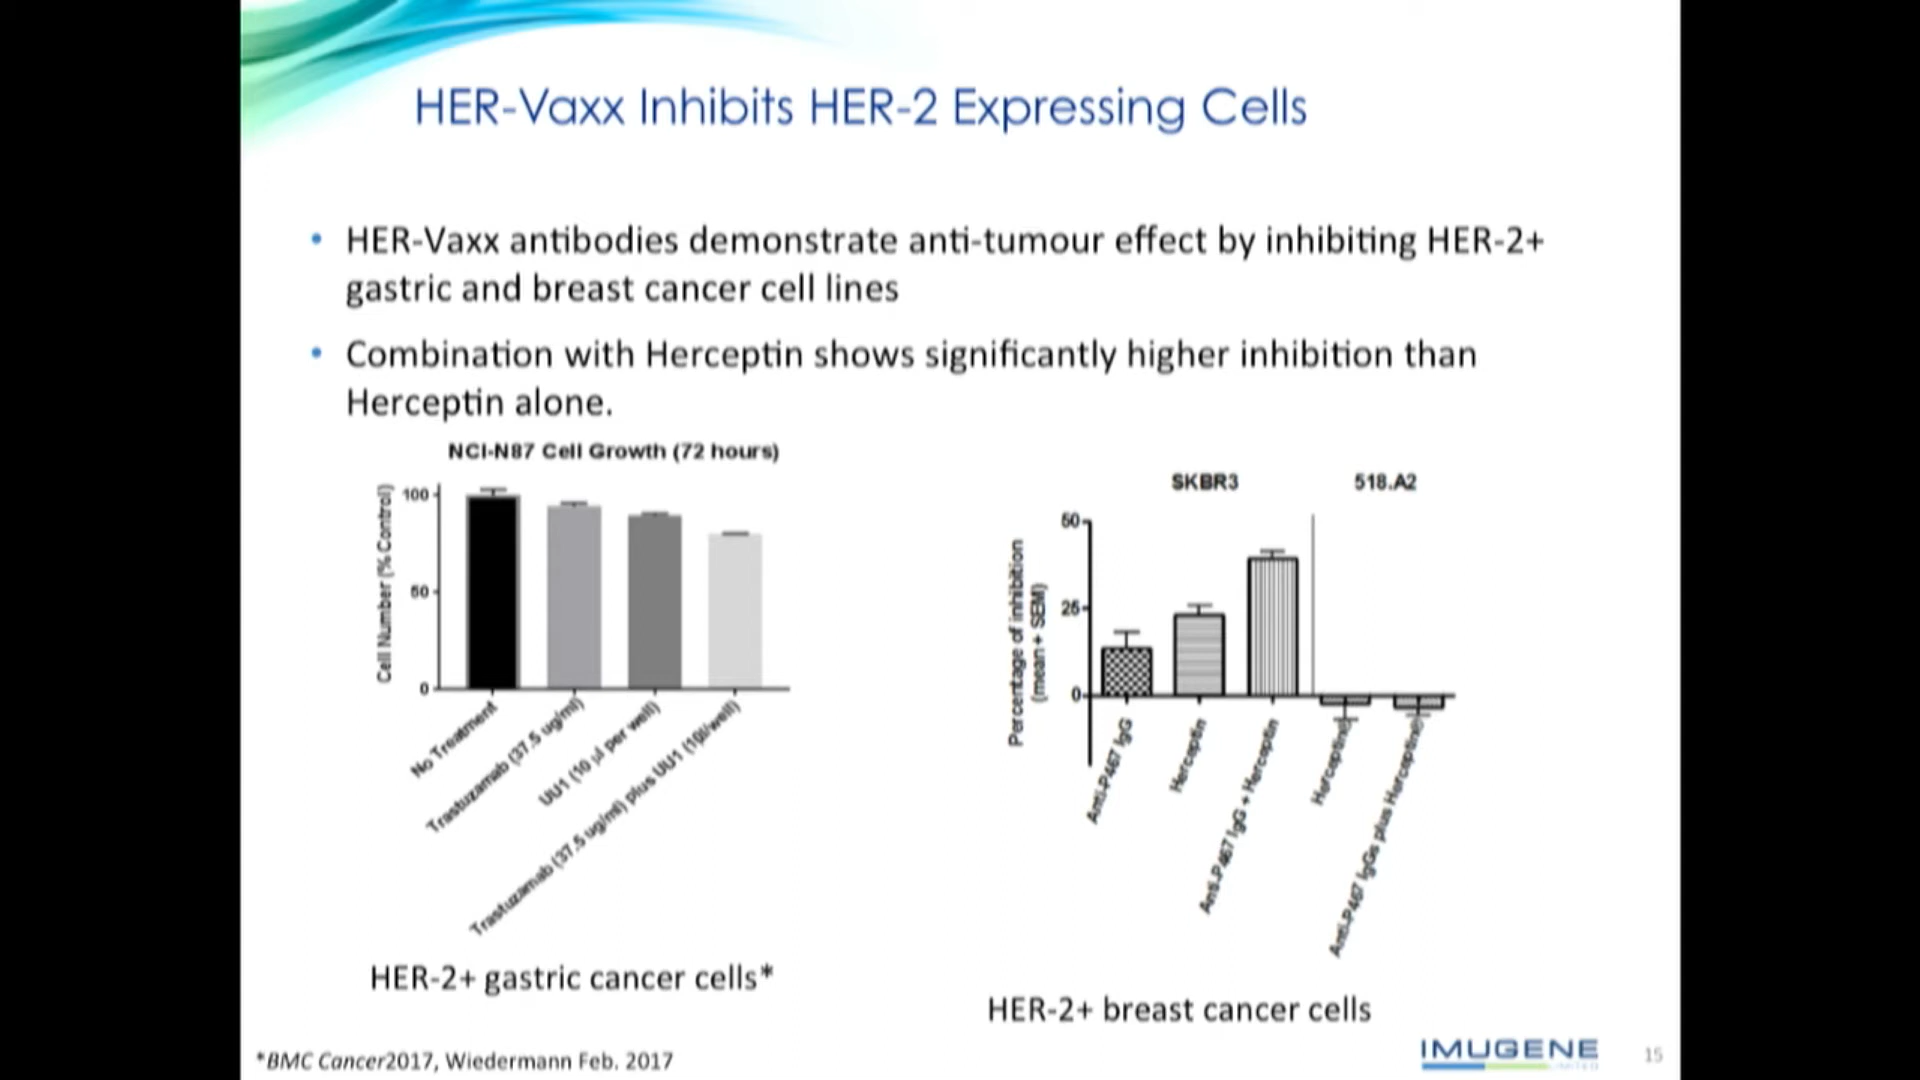 HER-Vaxx Inhibits HER-2 Expressing Cells
• HER-Vaxx antibodies demonstrate anti-tumour effect by inhibiting HER-2+
gastric and breast cancer cell lines
• Combination with Herceptin shows significantly higher inhibition than
Herceptin alone.
NCI-N87 Cell Growth (72 hours)
Cell Number (% Control)
100
50
0
No Treatment
Trastuzamab (37.5 ug/ml)
UU1 (10 µl per well)
Trastuzamab (37.5 ug/ml) plus UU1 (10l/well)
HER-2+ gastric cancer cells*
SKBR3
518.A2
Percentage of inhibition
(mean + SEM)
50
25
0
Anti-P467 IgG
Herceptin
Anti-P467 IgG + Herceptin
Herceptin®
Anti-P467 IgGs plus Herceptin®
HER-2+ breast cancer cells
*BMC Cancer2017, Wiedermann Feb. 2017
IMUGENE
LIMITED
15